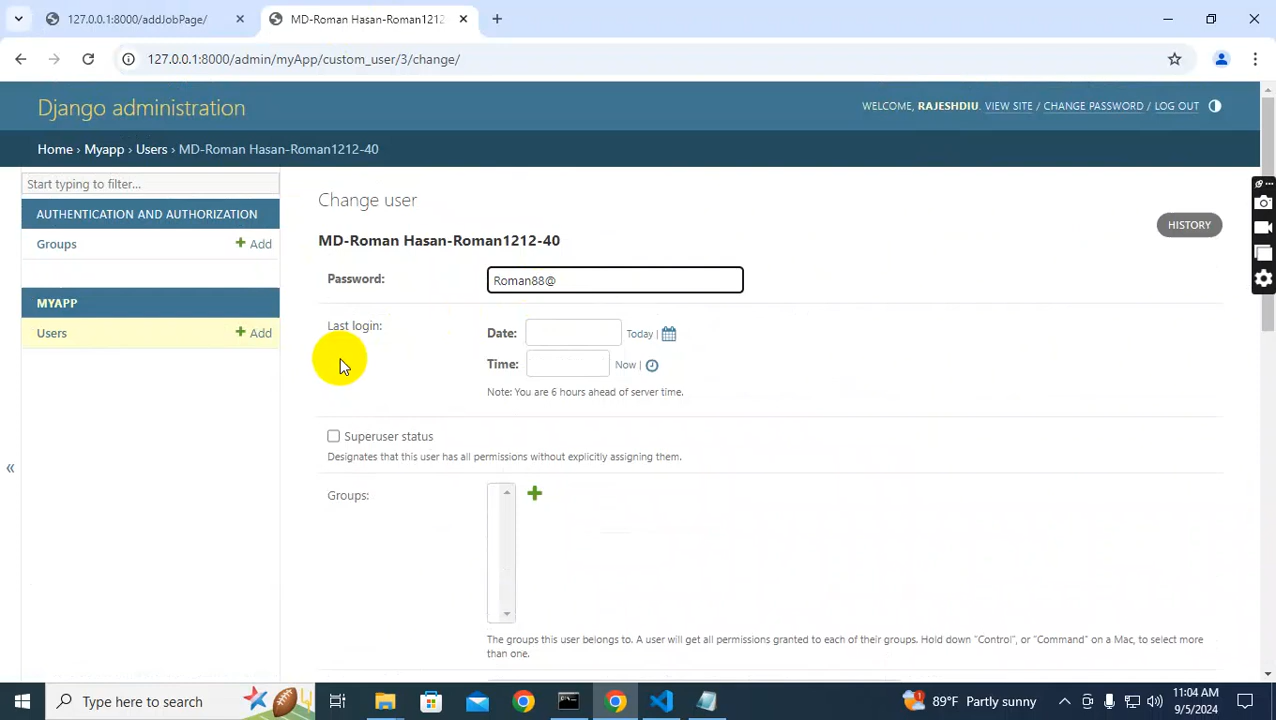 127.0.0.1:8000/addJobPage/
MD-Roman Hasan-Roman1212
127.0.0.1:8000/admin/myApp/custom_user/3/change/
Django administration
WELCOME, RAJESHDIU. VIEW SITE / CHANGE PASSWORD / LOG OUT
Home › Myapp › Users › MD-Roman Hasan-Roman1212-40
Start typing to filter...
AUTHENTICATION AND AUTHORIZATION
Groups
Add
MYAPP
Users
Add
Change user
HISTORY
MD-Roman Hasan-Roman1212-40
Password:
Roman88@
Last login:
Date:
Today |
Time:
Now |
Note: You are 6 hours ahead of server time.
Superuser status
Designates that this user has all permissions without explicitly assigning them.
Groups:
The groups this user belongs to. A user will get all permissions granted to each of their groups. Hold down “Control”, or “Command” on a Mac, to select more
than one.
Type here to search
89°F Partly sunny
11:04 AM
9/5/2024